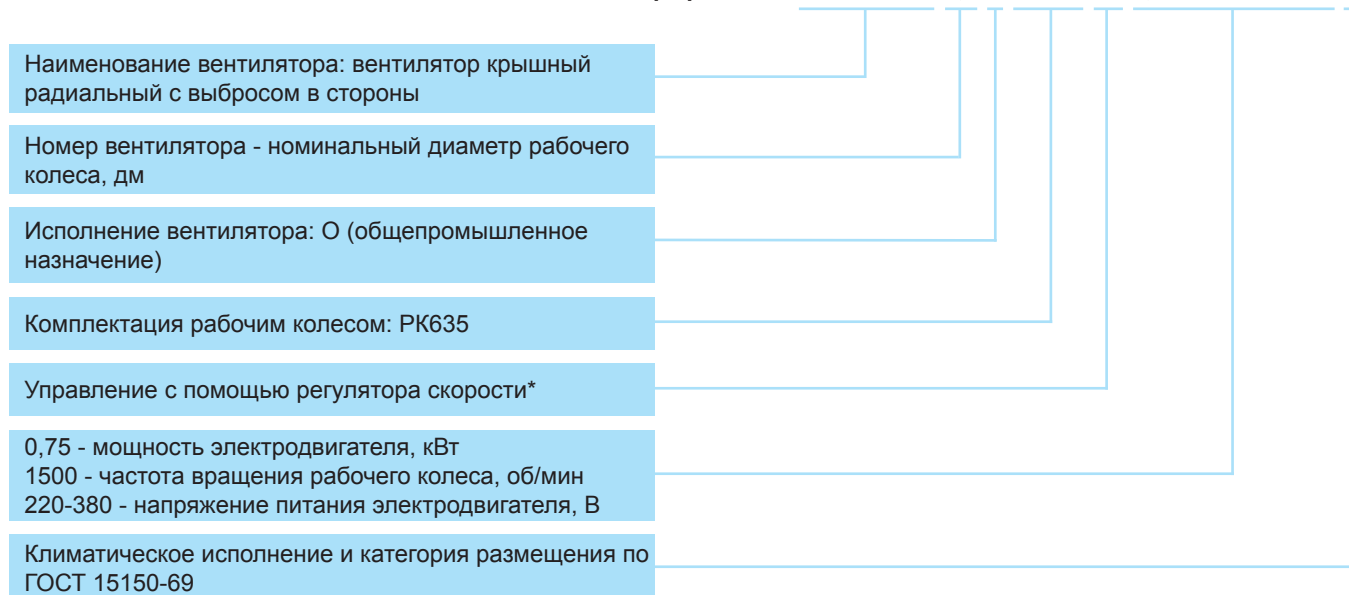 Наименование вентилятора: вентилятор крышный
радиальный с выбросом в стороны
Номер вентилятора - номинальный диаметр рабочего
колеса, дм
Исполнение вентилятора: О (общепромышленное
назначение)
Комплектация рабочим колесом: РК635
Управление с помощью регулятора скорости*
0,75 - мощность электродвигателя, кВт
1500 - частота вращения рабочего колеса, об/мин
220-380 - напряжение питания электродвигателя, В
Климатическое исполнение и категория размещения по
ГОСТ 15150-69